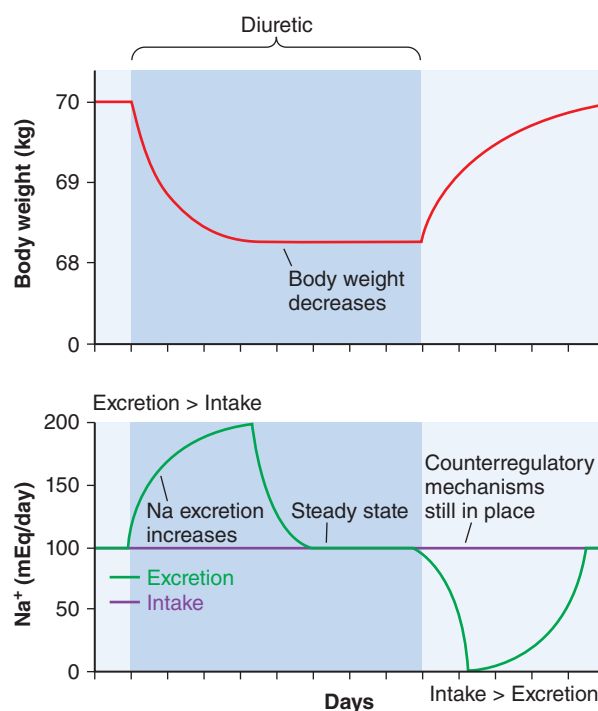 Diuretic
Body weight (kg)
70
69
68
0
Body weight
decreases
Excretion > Intake
Na⁺ (mEq/day)
200
150
100
50
0
Na excretion
increases
Steady state
Counterregulatory
mechanisms
still in place
Excretion
Intake
Days
Intake > Excretion